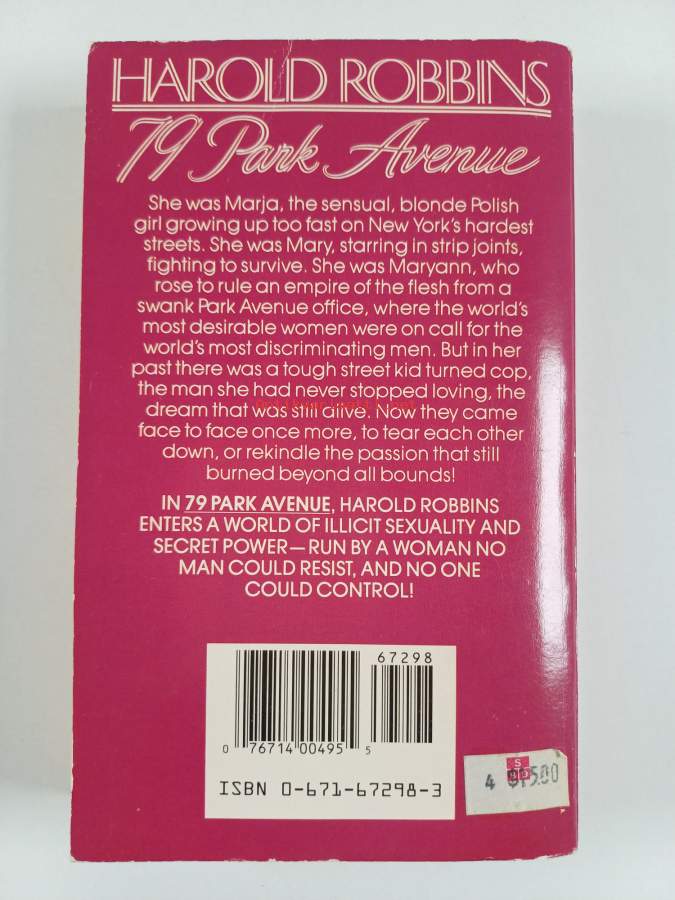 HAROLD ROBBINS
79 Park Avenue
She was Marja, the sensual, blonde Polish
girl growing up too fast on New York's hardest
streets. She was Mary, starring in strip joints,
fighting to survive. She was Maryann, who
rose to rule an empire of the flesh from a
swank Park Avenue office, where the world's
most desirable women were on call for the
world's most discriminating men. But in her
past there was a tough street kid turned cop,
the man she had never stopped loving, the
dream that was still alive. Now they came
face to face once more, to tear each other
down, or rekindle the passion that still
burned beyond all bounds!
IN 79 PARK AVENUE, HAROLD ROBBINS
ENTERS A WORLD OF ILLICIT SEXUALITY AND
SECRET POWER—RUN BY A WOMAN NO
MAN COULD RESIST, AND NO ONE
COULD CONTROL!
67298
0 76714 00495 5
ISBN 0-671-67298-3
4